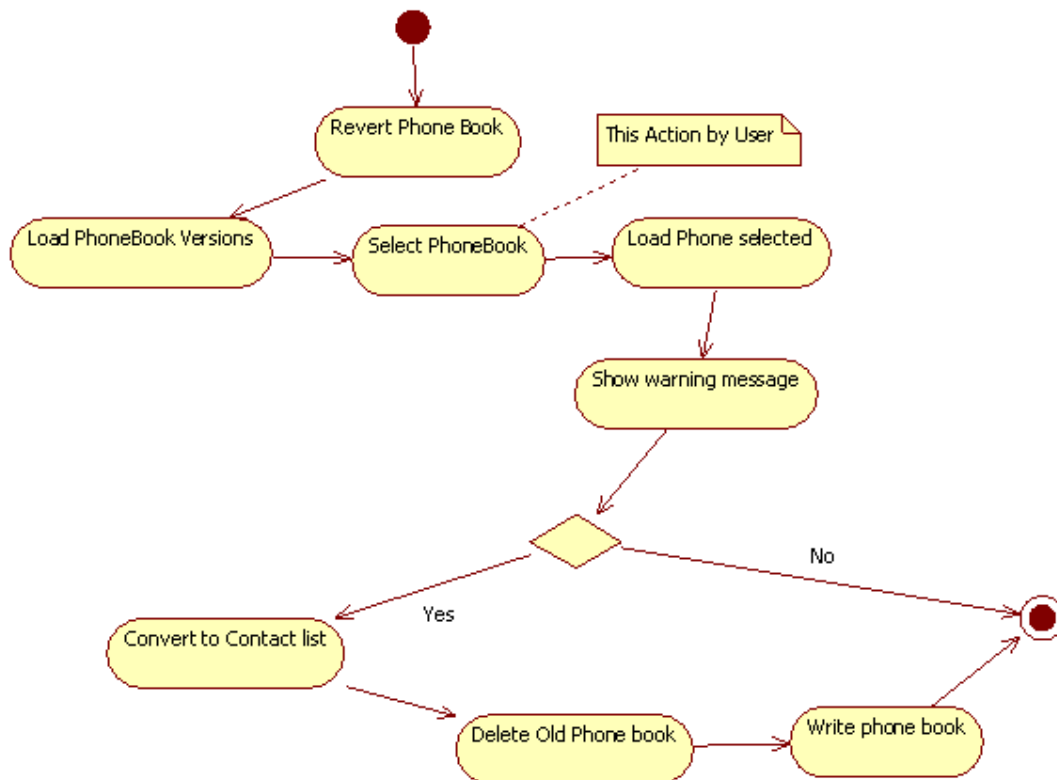 Revert Phone Book
This Action by User
Load PhoneBook Versions
Select PhoneBook
Load Phone selected
Show warning message
No
Yes
Convert to Contact list
Delete Old Phone book
Write phone book